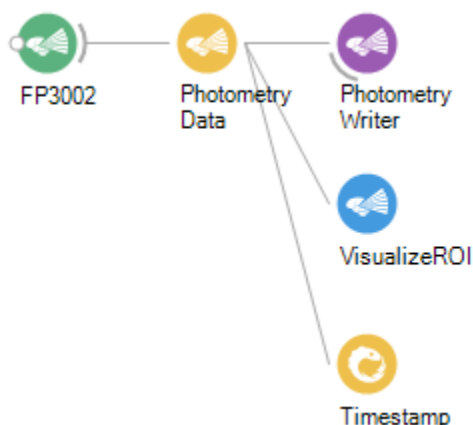 FP3002
Photometry
Data
Photometry
Writer
VisualizeROI
Timestamp